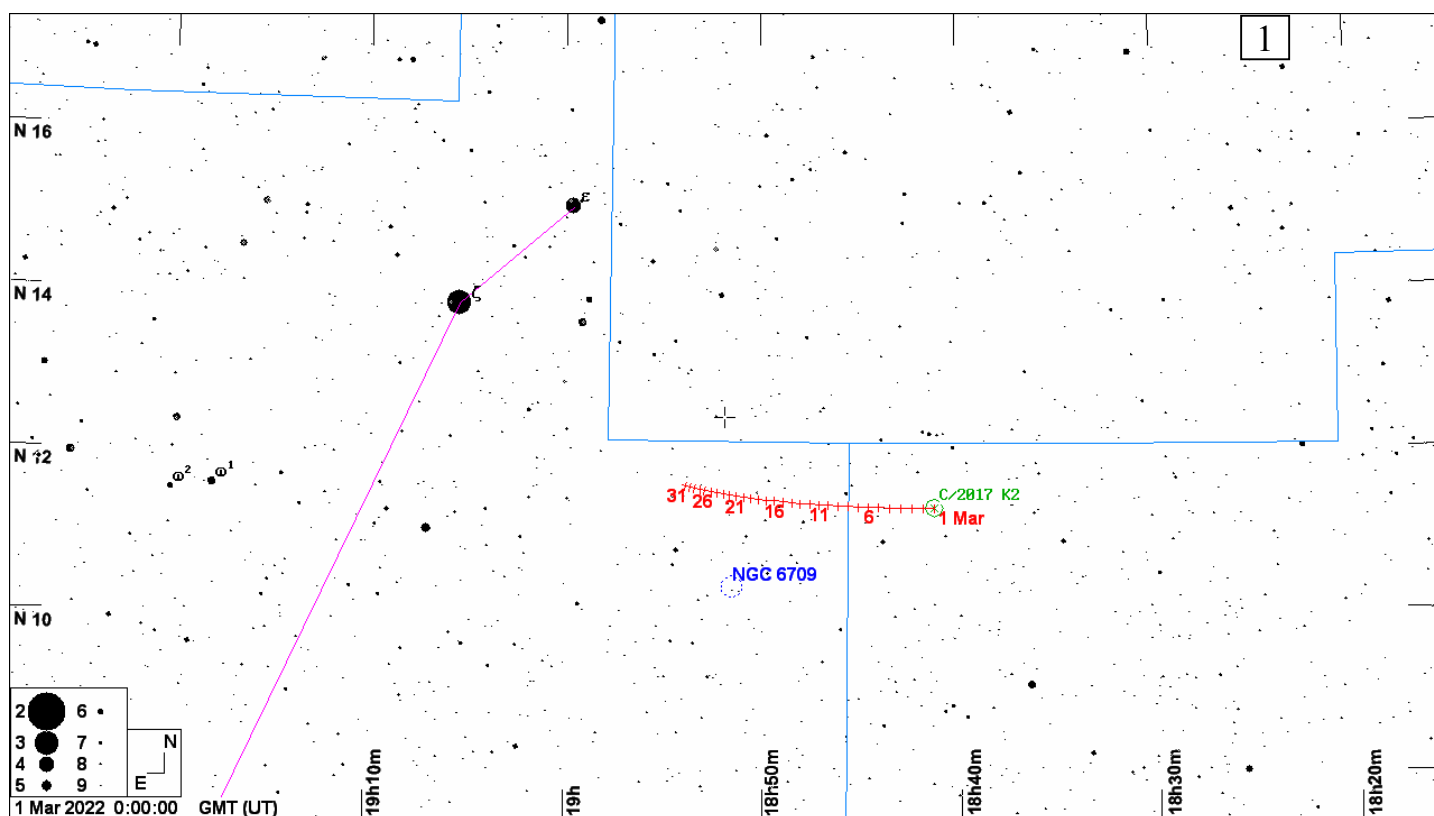 1
N 16
ε
ζ
N 14
N 12
ω²
ω¹
C/2017 K2
31 26 21 16 11 6 1 Mar
NGC 6709
N 10
2 6
3 7
4 8
5 9
N
E
19h10m
19h
18h50m
18h40m
18h30m
18h20m
1 Mar 2022 0:00:00 GMT (UT)